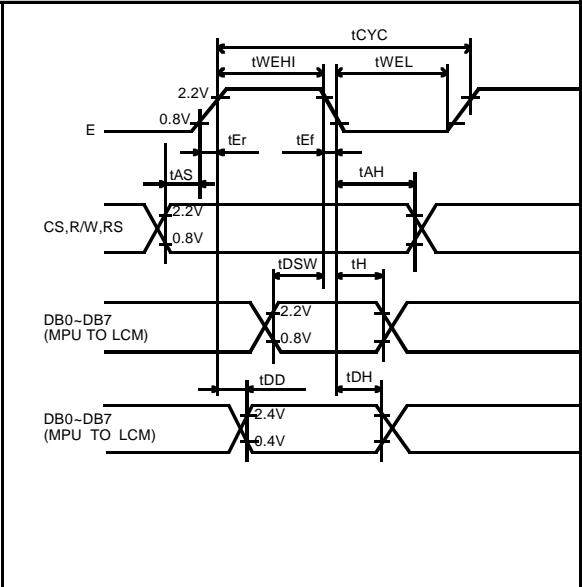 tCYC
tWEHI
tWEL
2.2V
0.8V
E
tEr
tEf
tAS
tAH
2.2V
CS,R/W,RS
0.8V
tDSW
tH
2.2V
DB0~DB7
(MPU TO LCM)
0.8V
tDD
tDH
2.4V
DB0~DB7
(MPU TO LCM)
0.4V